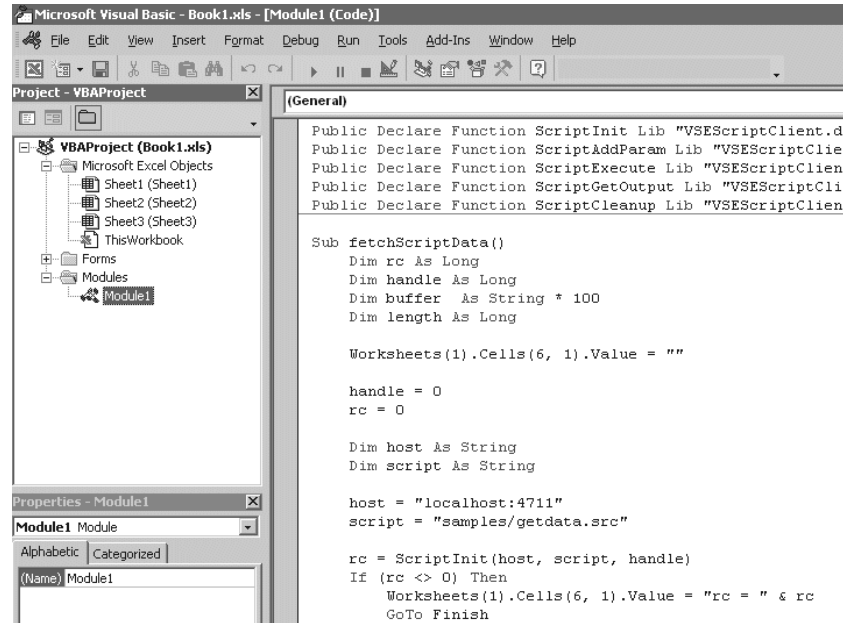 Microsoft Visual Basic - Book1.xls - [Module1 (Code)]
File Edit View Insert Format Debug Run Tools Add-Ins Window Help
Project - VBAProject
VBAProject (Book1.xls)
Microsoft Excel Objects
Sheet1 (Sheet1)
Sheet2 (Sheet2)
Sheet3 (Sheet3)
ThisWorkbook
Forms
Modules
Module1
Properties - Module1
Module1 Module
Alphabetic Categorized
(Name) Module1
(General)
Public Declare Function ScriptInit Lib "VSEScriptClient.d
Public Declare Function ScriptAddParam Lib "VSEScriptClie
Public Declare Function ScriptExecute Lib "VSEScriptClien
Public Declare Function ScriptGetOutput Lib "VSEScriptCli
Public Declare Function ScriptCleanup Lib "VSEScriptClien
Sub fetchScriptData()
Dim rc As Long
Dim handle As Long
Dim buffer As String * 100
Dim length As Long
Worksheets(1).Cells(6, 1).Value = ""
handle = 0
rc = 0
Dim host As String
Dim script As String
host = "localhost:4711"
script = "samples/getdata.src"
rc = ScriptInit(host, script, handle)
If (rc <> 0) Then
Worksheets(1).Cells(6, 1).Value = "rc = " & rc
GoTo Finish